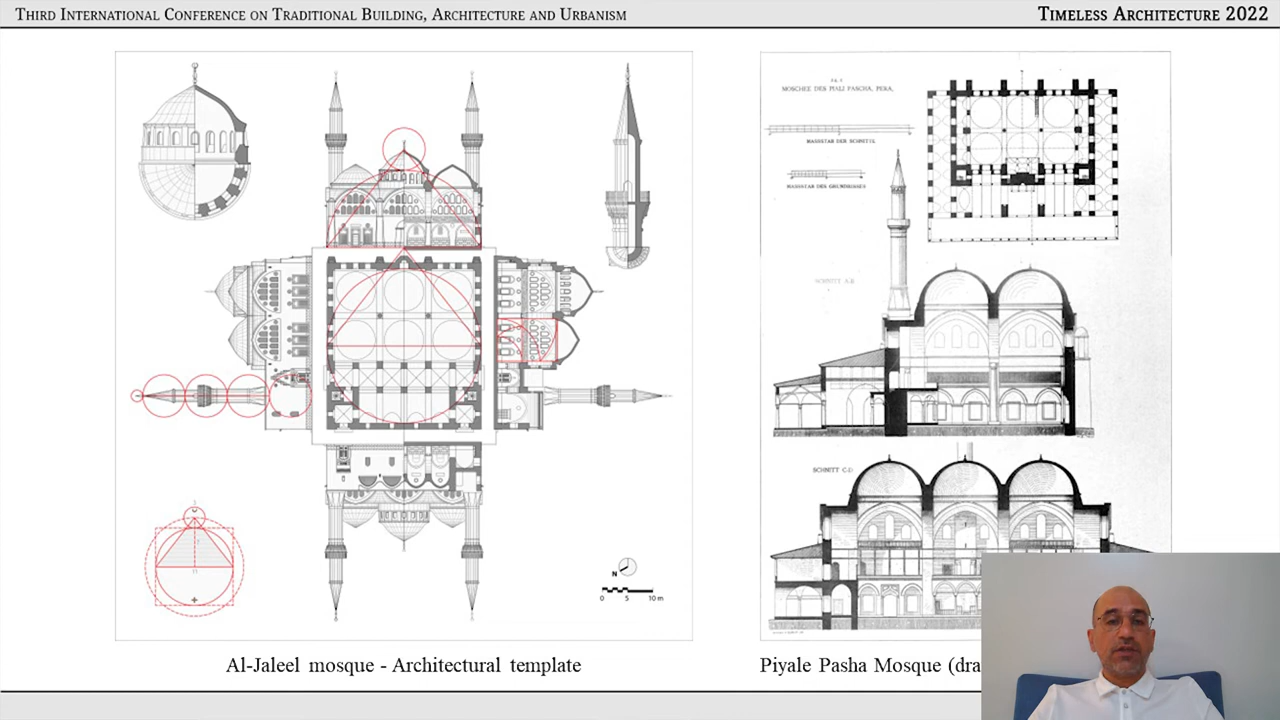 Third International Conference on Traditional Building, Architecture and Urbanism
Timeless Architecture 2022
MOSCHEE DES PIALI PASCHA, PERA,
MASSSTAB DER SCHNITTE
MASSSTAB DES GRUNDRISSES
SCHNITT A-B
SCHNITT C-D
N
0 5 10 m
Al-Jaleel mosque - Architectural template
Piyale Pasha Mosque (dra